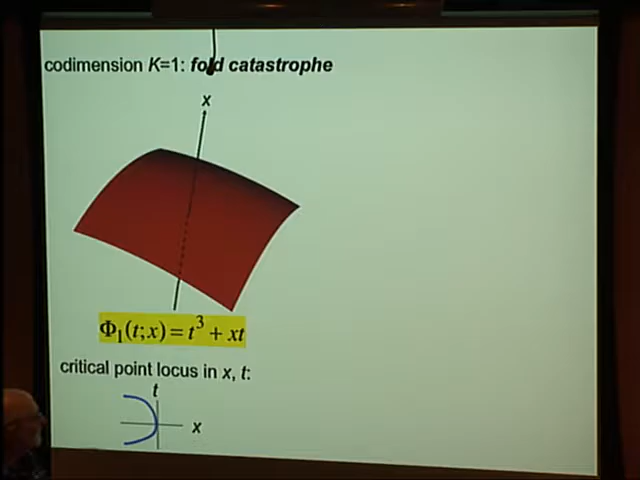 codimension K=1: fold catastrophe
x
Φ₁(t;x) = t³ + xt
critical point locus in x, t:
t
x